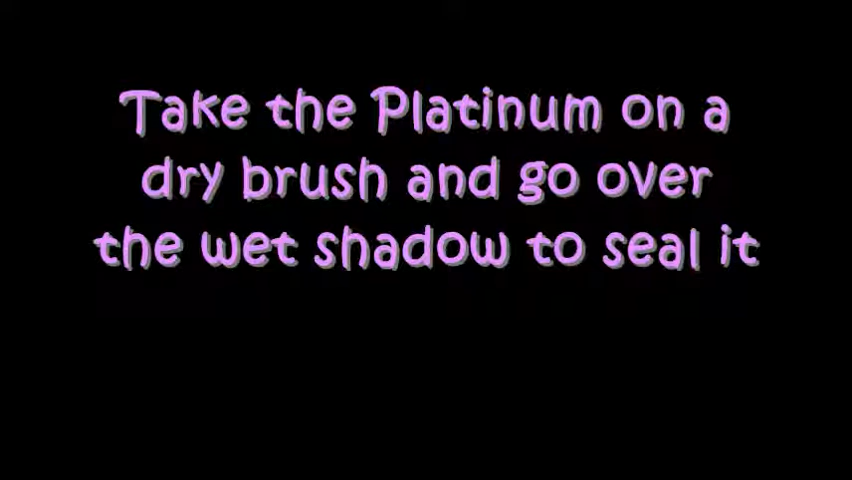 Take the Platinum on a
dry brush and go over
the wet shadow to seal it